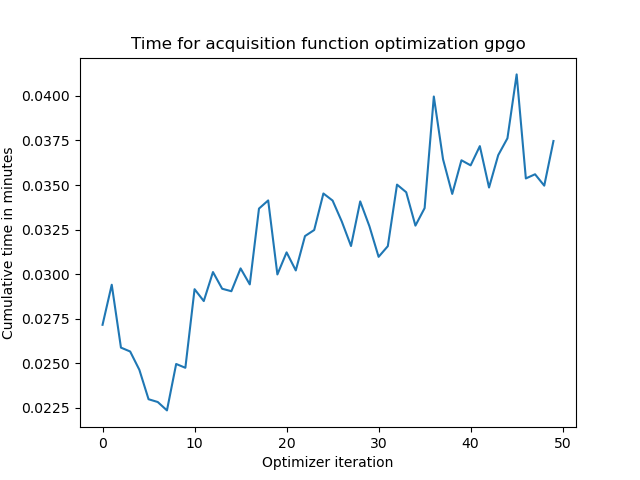 Time for acquisition function optimization gpgo
Cumulative time in minutes
0.0400
0.0375
0.0350
0.0325
0.0300
0.0275
0.0250
0.0225
0 10 20 30 40 50
Optimizer iteration